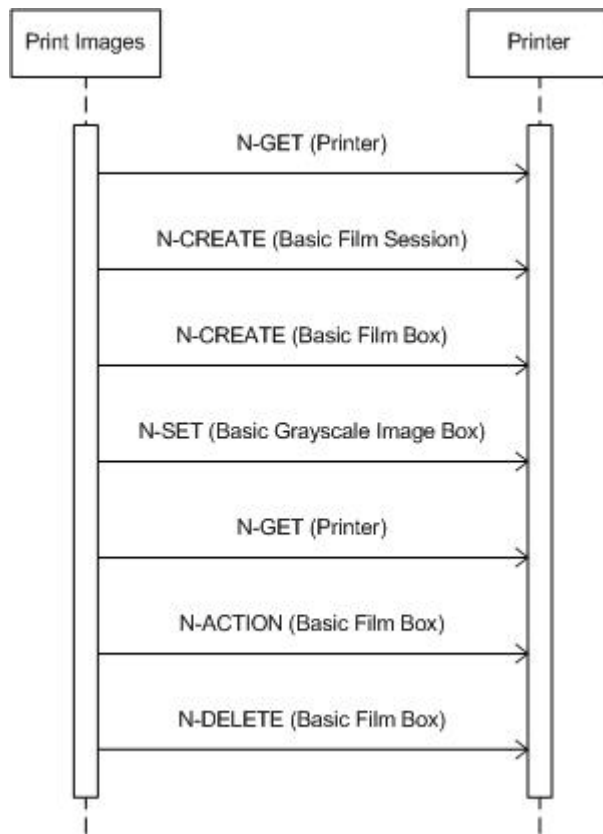 Print Images
Printer
N-GET (Printer)
N-CREATE (Basic Film Session)
N-CREATE (Basic Film Box)
N-SET (Basic Grayscale Image Box)
N-GET (Printer)
N-ACTION (Basic Film Box)
N-DELETE (Basic Film Box)